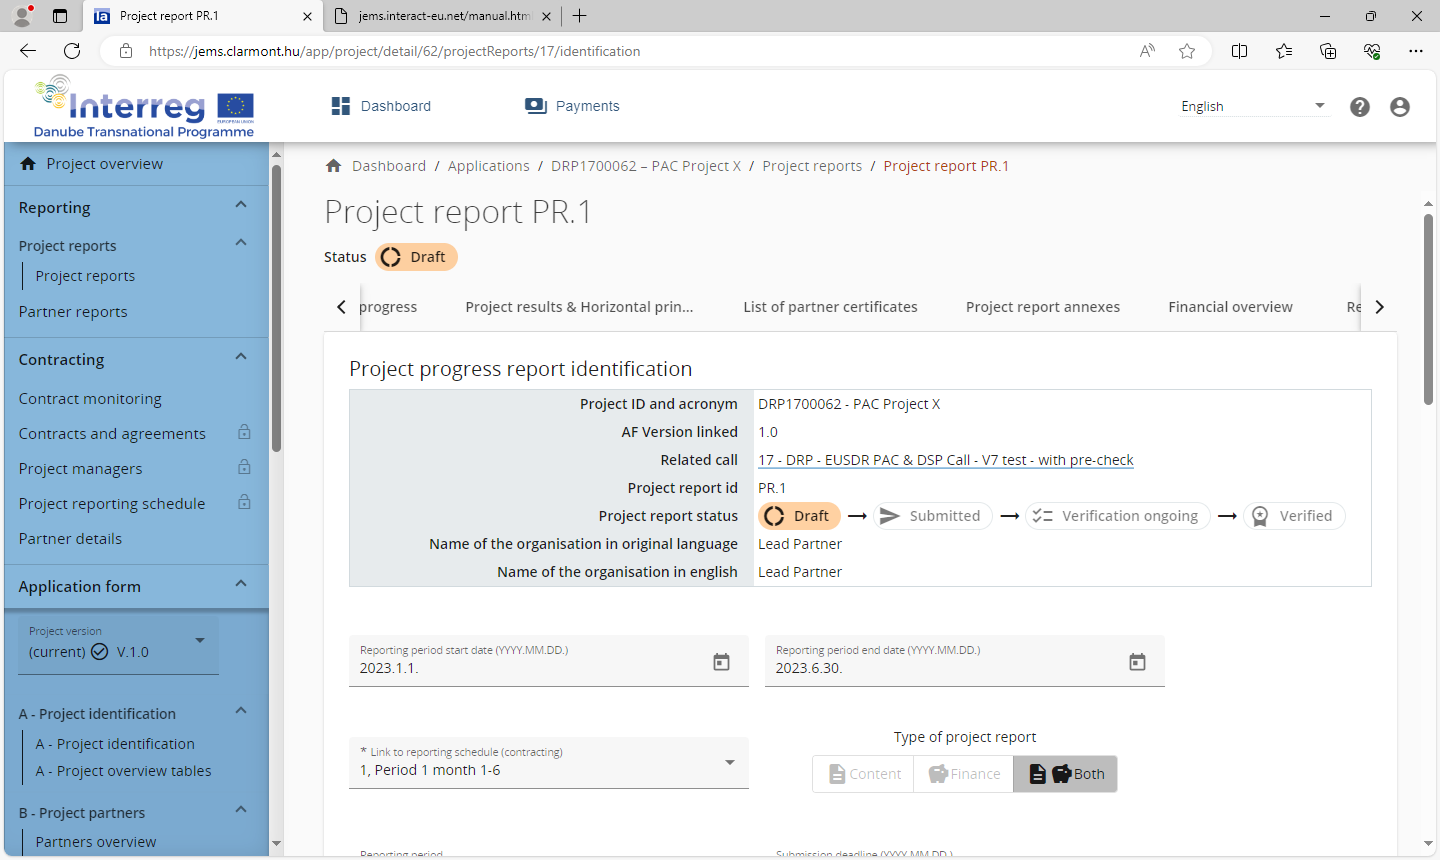 Project report PR.1
jems.interact-eu.net/manual.htm
https://jems.clarmont.hu/app/project/detail/62/projectReports/17/identification
Interreg
EUROPEAN UNION
Danube Transnational Programme
Dashboard
Payments
English
Project overview
Reporting
Project reports
Project reports
Partner reports
Contracting
Contract monitoring
Contracts and agreements
Project managers
Project reporting schedule
Partner details
Application form
Project version
(current) V.1.0
A - Project identification
A - Project identification
A - Project overview tables
B - Project partners
Partners overview
Dashboard / Applications / DRP1700062 – PAC Project X / Project reports / Project report PR.1
Project report PR.1
Status Draft
progress Project results & Horizontal prin... List of partner certificates Project report annexes Financial overview Re
Project progress report identification
Project ID and acronym DRP1700062 - PAC Project X
AF Version linked 1.0
Related call 17 - DRP - EUSDR PAC & DSP Call - V7 test - with pre-check
Project report id PR.1
Project report status Draft Submitted Verification ongoing Verified
Name of the organisation in original language Lead Partner
Name of the organisation in english Lead Partner
Reporting period start date (YYYY.MM.DD.)
2023.1.1.
Reporting period end date (YYYY.MM.DD.)
2023.6.30.
* Link to reporting schedule (contracting)
1, Period 1 month 1-6
Type of project report
Content Finance Both
Reporting period
Submission deadline (YYYY.MM.DD.)